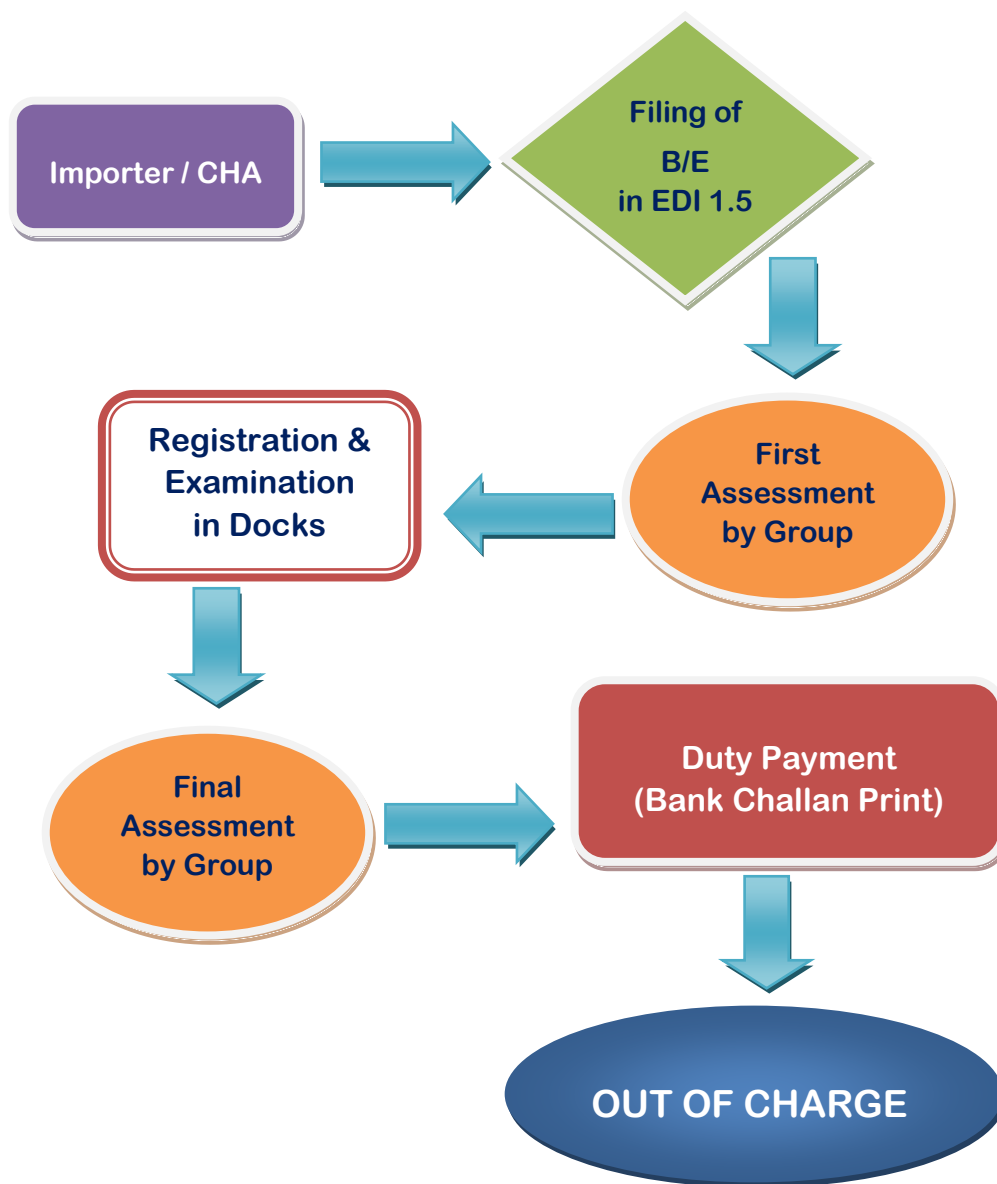 Importer / CHA
Filing of
B/E
in EDI 1.5
First
Assessment
by Group
Registration &
Examination
in Docks
Final
Assessment
by Group
Duty Payment
(Bank Challan Print)
OUT OF CHARGE